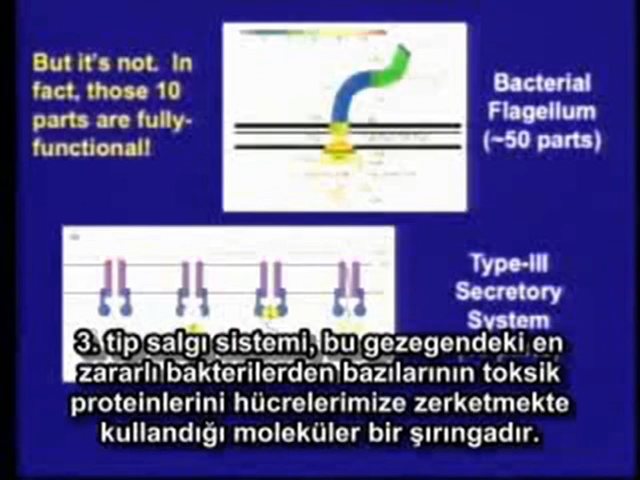 But it's not. In
fact, those 10
parts are fully-
functional!
Bacterial
Flagellum
(~50 parts)
Type-III
Secretory
System
3. tip salgı sistemi, bu gezegendeki en
zararlı bakterilerden bazılarının toksik
proteinlerini hücrelerimize zerketmekte
kullandığı moleküler bir şırıngadır.